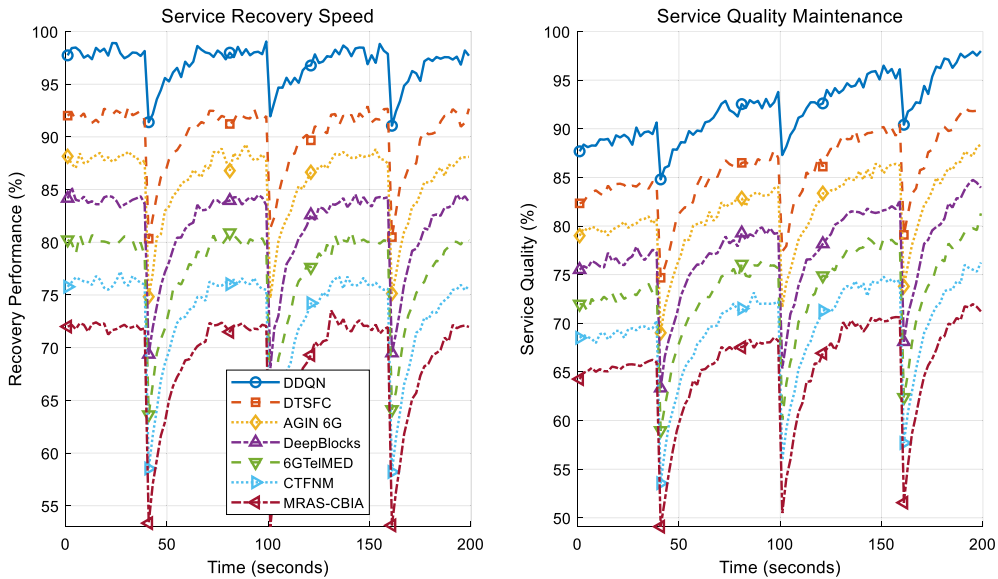 Service Recovery Speed
Recovery Performance (%)
100
95
90
85
80
75
70
65
60
55
0
50
100
150
200
Time (seconds)
DDQN
DTSFC
AGIN 6G
DeepBlocks
6GTelMED
CTFNM
MRAS-CBIA
Service Quality Maintenance
Service Quality (%)
100
95
90
85
80
75
70
65
60
55
50
0
50
100
150
200
Time (seconds)